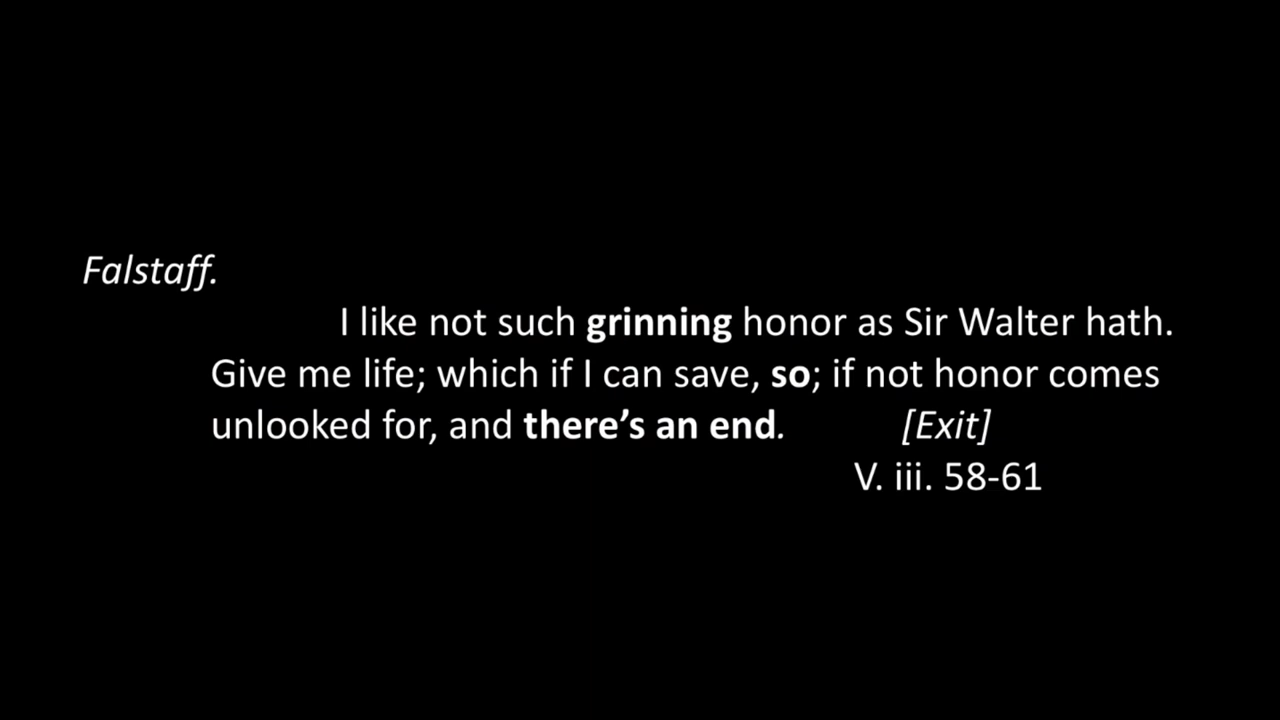 Falstaff.
I like not such grinning honor as Sir Walter hath.
Give me life; which if I can save, so; if not honor comes
unlooked for, and there’s an end. [Exit]
V. iii. 58-61